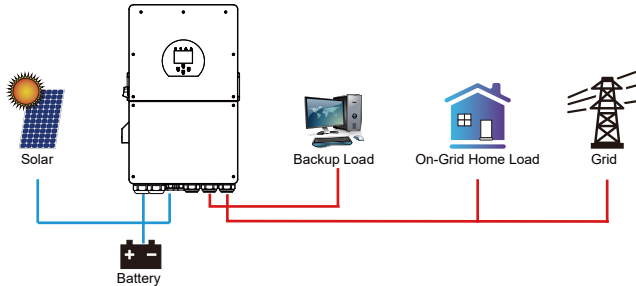 Solar
Backup Load
On-Grid Home Load
Grid
+ −
Battery